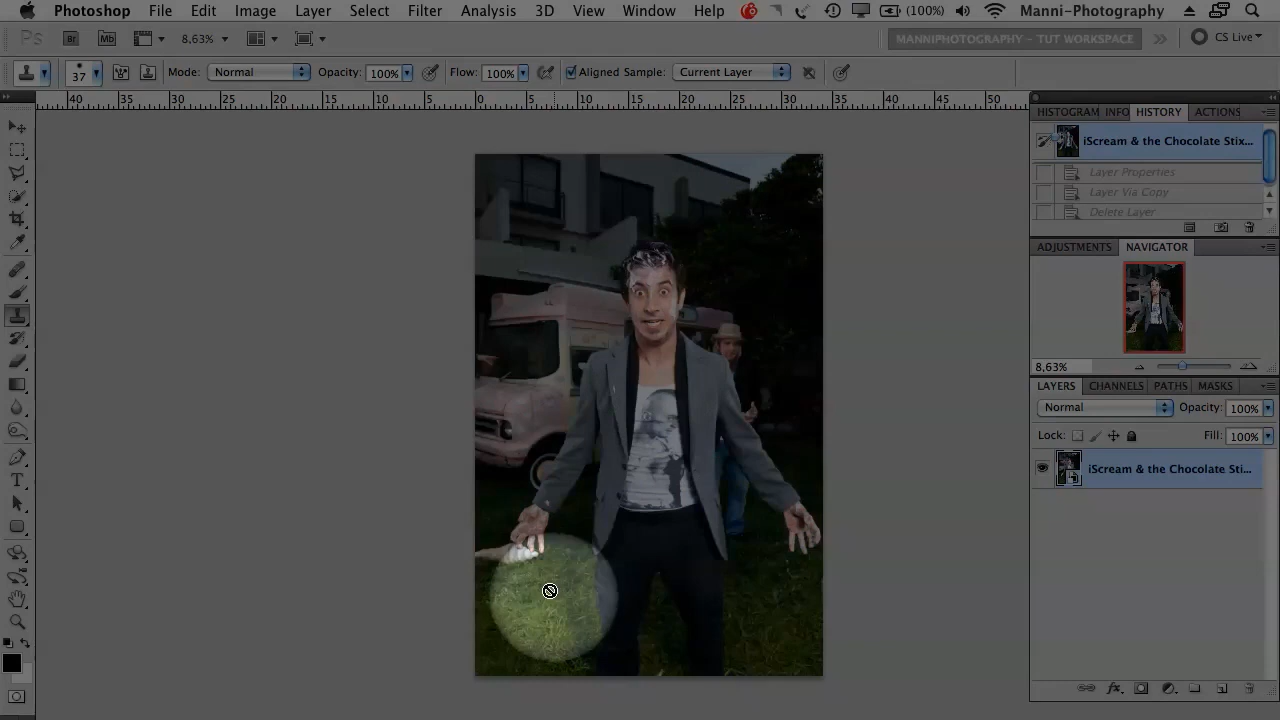 Photoshop File Edit Image Layer Select Filter Analysis 3D View Window Help (100%) Manni-Photography
Ps Br Mb 8,63% MANNIPHOTOGRAPHY - TUT WORKSPACE CS Live
37 Mode: Normal Opacity: 100% Flow: 100% Aligned Sample: Current Layer
40 35 30 25 20 15 10 5 0 5 10 15 20 25 30 35 40 45 50
HISTOGRAM INFO HISTORY ACTIONS
iScream & the Chocolate Stix...
Layer Properties
Layer Via Copy
Delete Layer
ADJUSTMENTS NAVIGATOR
8,63%
LAYERS CHANNELS PATHS MASKS
Normal Opacity: 100%
Lock: Fill: 100%
iScream & the Chocolate Sti...
T